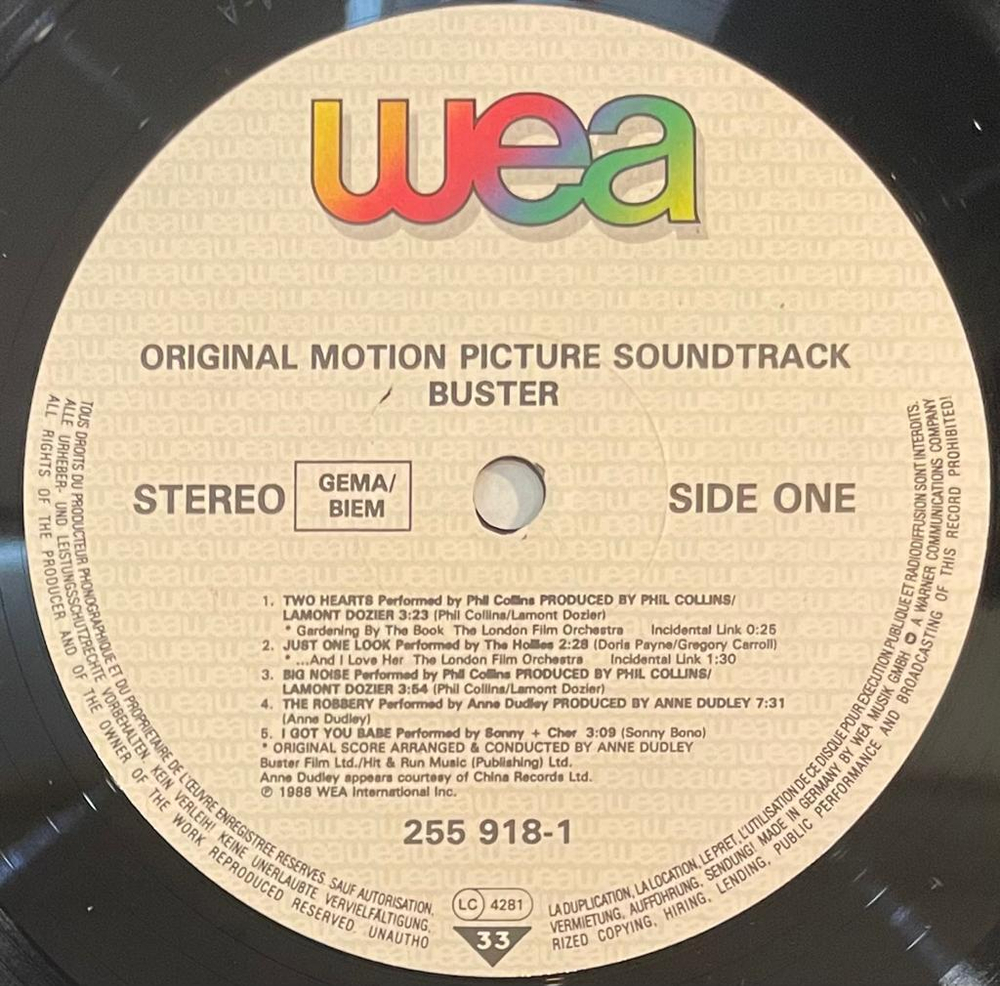 wea
ORIGINAL MOTION PICTURE SOUNDTRACK
BUSTER
STEREO
GEMA/
BIEM
SIDE ONE
1. TWO HEARTS Performed by Phil Collins PRODUCED BY PHIL COLLINS/
LAMONT DOZIER 3:23 (Phil Collins/Lamont Dozier)
* Gardening By The Book The London Film Orchestra Incidental Link 0:25
2. JUST ONE LOOK Performed by The Hollies 2:28 (Doris Payne/Gregory Carroll)
* ...And I Love Her The London Film Orchestra Incidental Link 1:30
3. BIG NOISE Performed by Phil Collins PRODUCED BY PHIL COLLINS/
LAMONT DOZIER 3:54 (Phil Collins/Lamont Dozier)
4. THE ROBBERY Performed by Anne Dudley PRODUCED BY ANNE DUDLEY 7:31
(Anne Dudley)
5. I GOT YOU BABE Performed by Sonny + Cher 3:09 (Sonny Bono)
* ORIGINAL SCORE ARRANGED & CONDUCTED BY ANNE DUDLEY
Buster Film Ltd./Hit & Run Music (Publishing) Ltd.
Anne Dudley appears courtesy of China Records Ltd.
℗ 1988 WEA International Inc.
255 918-1
LC 4281
33
TOUS DROITS DU PRODUCTEUR PHONOGRAPHIQUE ET DU PROPRIETAIRE DE L'ŒUVRE ENREGISTREE RESERVES. SAUF AUTORISATION, LA DUPLICATION, LA LOCATION, LE PRET, L'UTILISATION DE CE DISQUE POUR EXECUTION PUBLIQUE ET RADIODIFFUSION SONT INTERDITS.
ALLE URHEBER- UND LEISTUNGSSCHUTZRECHTE VORBEHALTEN. KEIN VERLEIH! KEINE UNERLAUBTE VERVIELFÄLTIGUNG, VERMIETUNG, AUFFÜHRUNG, SENDUNG! MADE IN GERMANY BY WEA MUSIK GMBH A WARNER COMMUNICATIONS COMPANY
ALL RIGHTS OF THE PRODUCER AND OF THE OWNER OF THE WORK REPRODUCED RESERVED UNAUTHORIZED COPYING, HIRING, LENDING, PUBLIC PERFORMANCE AND BROADCASTING OF THIS RECORD PROHIBITED!